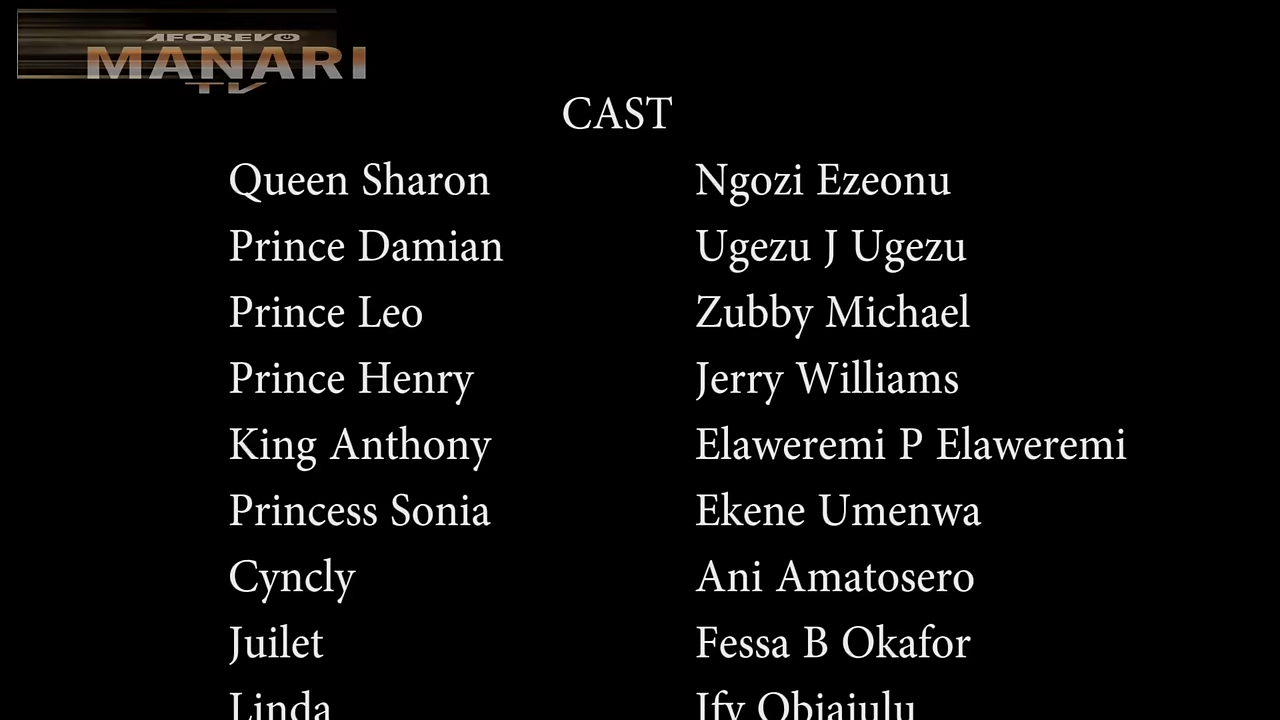 AFOREVO
MANARI
TV
CAST
Queen Sharon Ngozi Ezeonu
Prince Damian Ugezu J Ugezu
Prince Leo Zubby Michael
Prince Henry Jerry Williams
King Anthony Elaweremi P Elaweremi
Princess Sonia Ekene Umenwa
Cyncly Ani Amatosero
Juilet Fessa B Okafor
Linda Ify Obiajulu